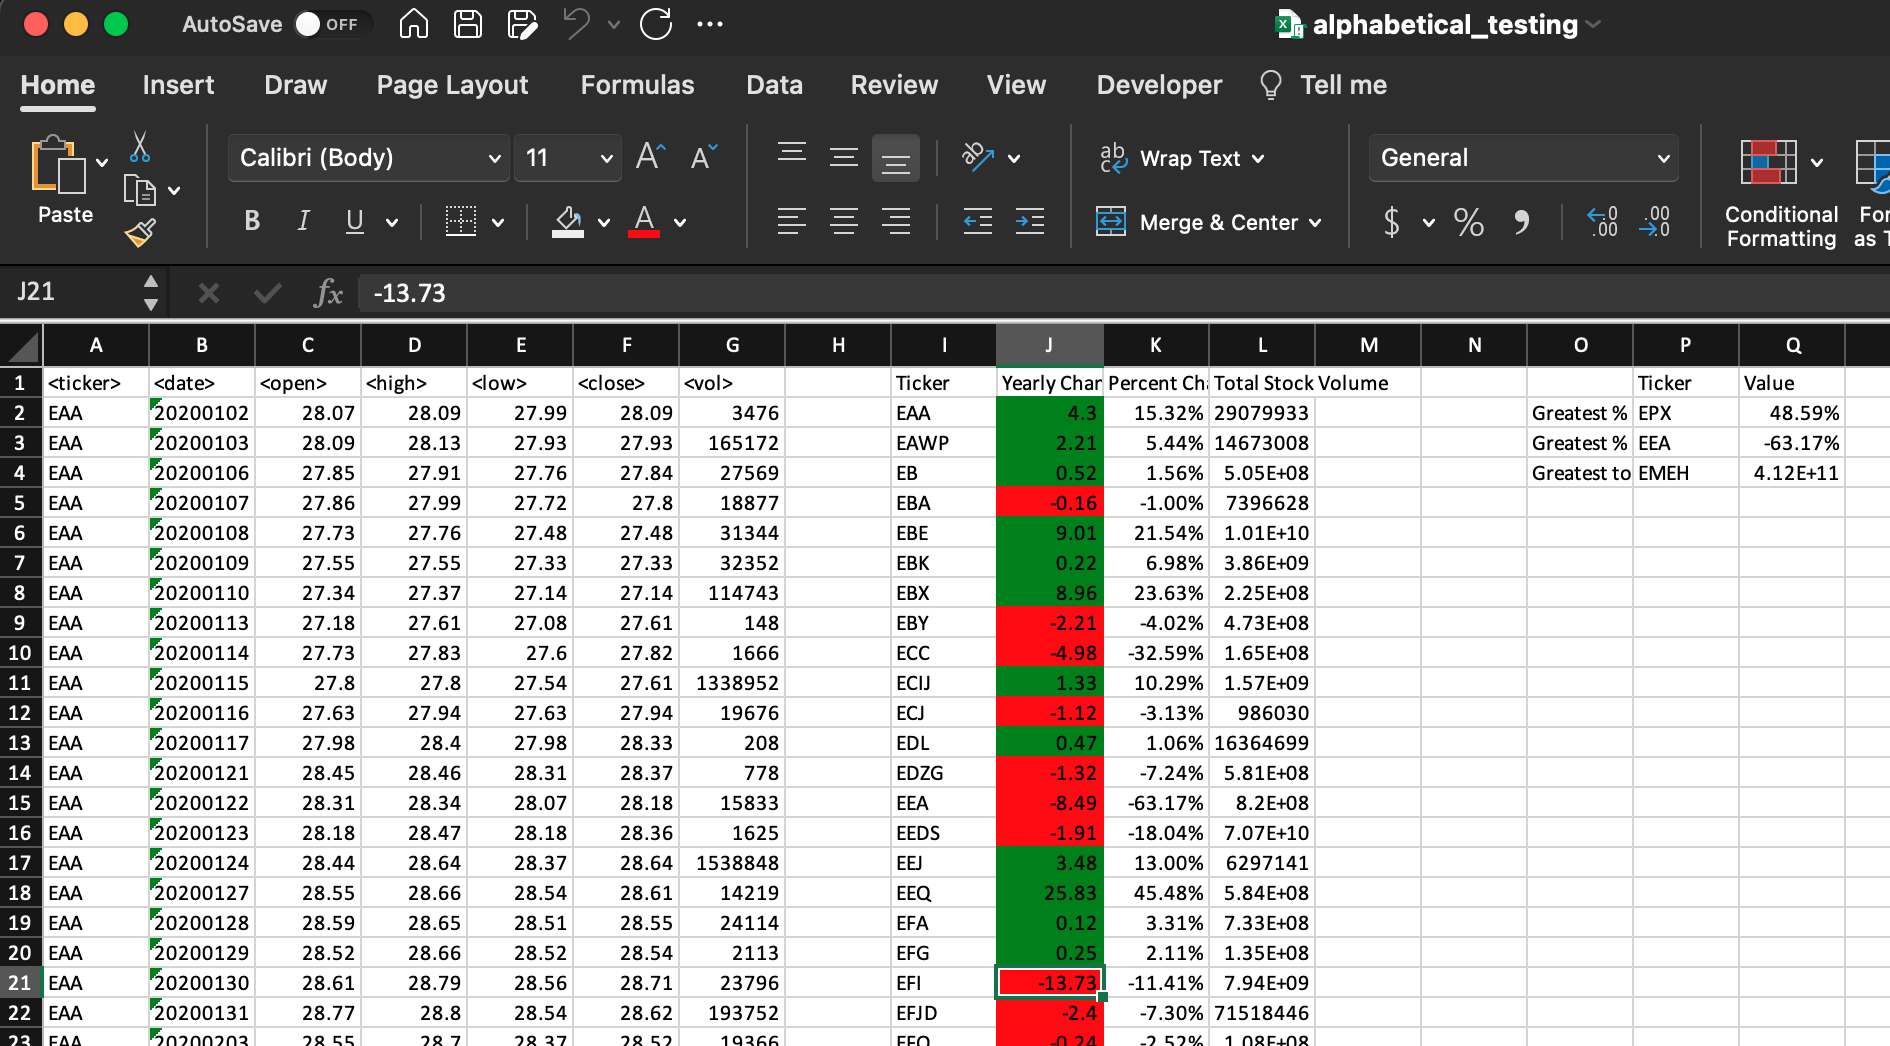 AutoSave OFF alphabetical_testing
Home Insert Draw Page Layout Formulas Data Review View Developer Tell me
Calibri (Body) 11 A A ab Wrap Text General
Paste B I U A Merge & Center $ % , Conditional Formatting
J21 fx -13.73
A B C D E F G H I J K L M N O P Q
1 <ticker> <date> <open> <high> <low> <close> <vol> Ticker Yearly Chan Percent Cha Total Stock Volume Ticker Value
2 EAA 20200102 28.07 28.09 27.99 28.09 3476 EAA 4.3 15.32% 29079933 Greatest % EPX 48.59%
3 EAA 20200103 28.09 28.13 27.93 27.93 165172 EAWP 2.21 5.44% 14673008 Greatest % EEA -63.17%
4 EAA 20200106 27.85 27.91 27.76 27.84 27569 EB 0.52 1.56% 5.05E+08 Greatest to EMEH 4.12E+11
5 EAA 20200107 27.86 27.99 27.72 27.8 18877 EBA -0.16 -1.00% 7396628
6 EAA 20200108 27.73 27.76 27.48 27.48 31344 EBE 9.01 21.54% 1.01E+10
7 EAA 20200109 27.55 27.55 27.33 27.33 32352 EBK 0.22 6.98% 3.86E+09
8 EAA 20200110 27.34 27.37 27.14 27.14 114743 EBX 8.96 23.63% 2.25E+08
9 EAA 20200113 27.18 27.61 27.08 27.61 148 EBY -2.21 -4.02% 4.73E+08
10 EAA 20200114 27.73 27.83 27.6 27.82 1666 ECC -4.98 -32.59% 1.65E+08
11 EAA 20200115 27.8 27.8 27.54 27.61 1338952 ECIJ 1.33 10.29% 1.57E+09
12 EAA 20200116 27.63 27.94 27.63 27.94 19676 ECJ -1.12 -3.13% 986030
13 EAA 20200117 27.98 28.4 27.98 28.33 208 EDL 0.47 1.06% 16364699
14 EAA 20200121 28.45 28.46 28.31 28.37 778 EDZG -1.32 -7.24% 5.81E+08
15 EAA 20200122 28.31 28.34 28.07 28.18 15833 EEA -8.49 -63.17% 8.2E+08
16 EAA 20200123 28.18 28.47 28.18 28.36 1625 EEDS -1.91 -18.04% 7.07E+10
17 EAA 20200124 28.44 28.64 28.37 28.64 1538848 EEJ 3.48 13.00% 6297141
18 EAA 20200127 28.55 28.66 28.54 28.61 14219 EEQ 25.83 45.48% 5.84E+08
19 EAA 20200128 28.59 28.65 28.51 28.55 24114 EFA 0.12 3.31% 7.33E+08
20 EAA 20200129 28.52 28.66 28.52 28.54 2113 EFG 0.25 2.11% 1.35E+08
21 EAA 20200130 28.61 28.79 28.56 28.71 23796 EFI -13.73 -11.41% 7.94E+09
22 EAA 20200131 28.77 28.8 28.54 28.62 193752 EFJD -2.4 -7.30% 71518446
23 EAA 20200203 28.55 28.7 28.37 28.52 19366 -0.24 -2.52% 1.08E+08